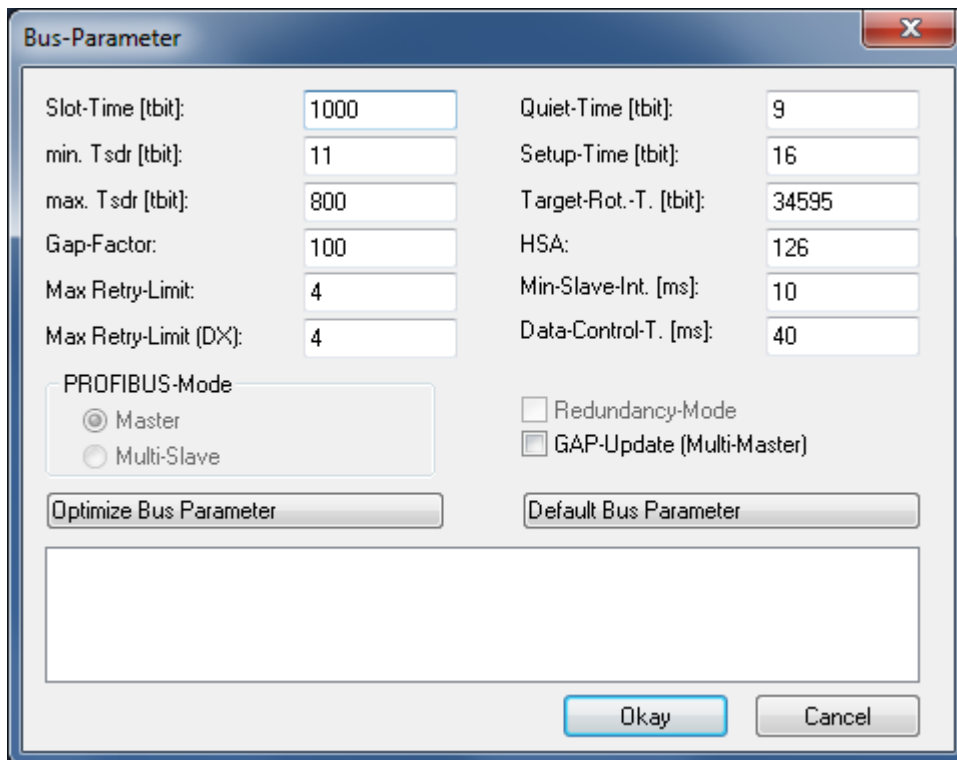 Bus-Parameter
Slot-Time [tbit]: 1000
min. Tsdr [tbit]: 11
max. Tsdr [tbit]: 800
Gap-Factor: 100
Max Retry-Limit: 4
Max Retry-Limit (DX): 4
Quiet-Time [tbit]: 9
Setup-Time [tbit]: 16
Target-Rot.-T. [tbit]: 34595
HSA: 126
Min-Slave-Int. [ms]: 10
Data-Control-T. [ms]: 40
PROFIBUS-Mode
Master
Multi-Slave
Redundancy-Mode
GAP-Update (Multi-Master)
Optimize Bus Parameter
Default Bus Parameter
Okay
Cancel